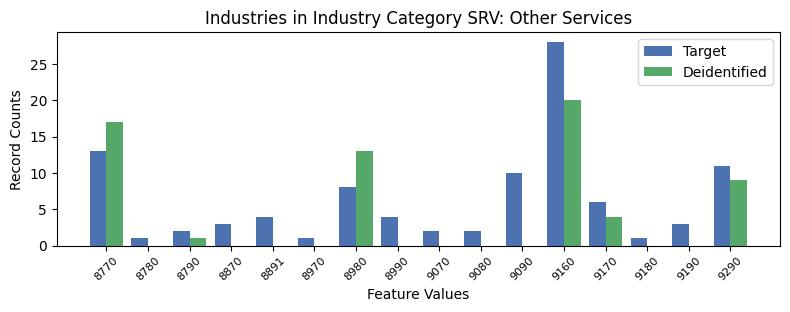 Industries in Industry Category SRV: Other Services
Target
Deidentified
Record Counts
25
20
15
10
5
0
8770 8780 8790 8870 8891 8970 8980 8990 9070 9080 9090 9160 9170 9180 9190 9290
Feature Values